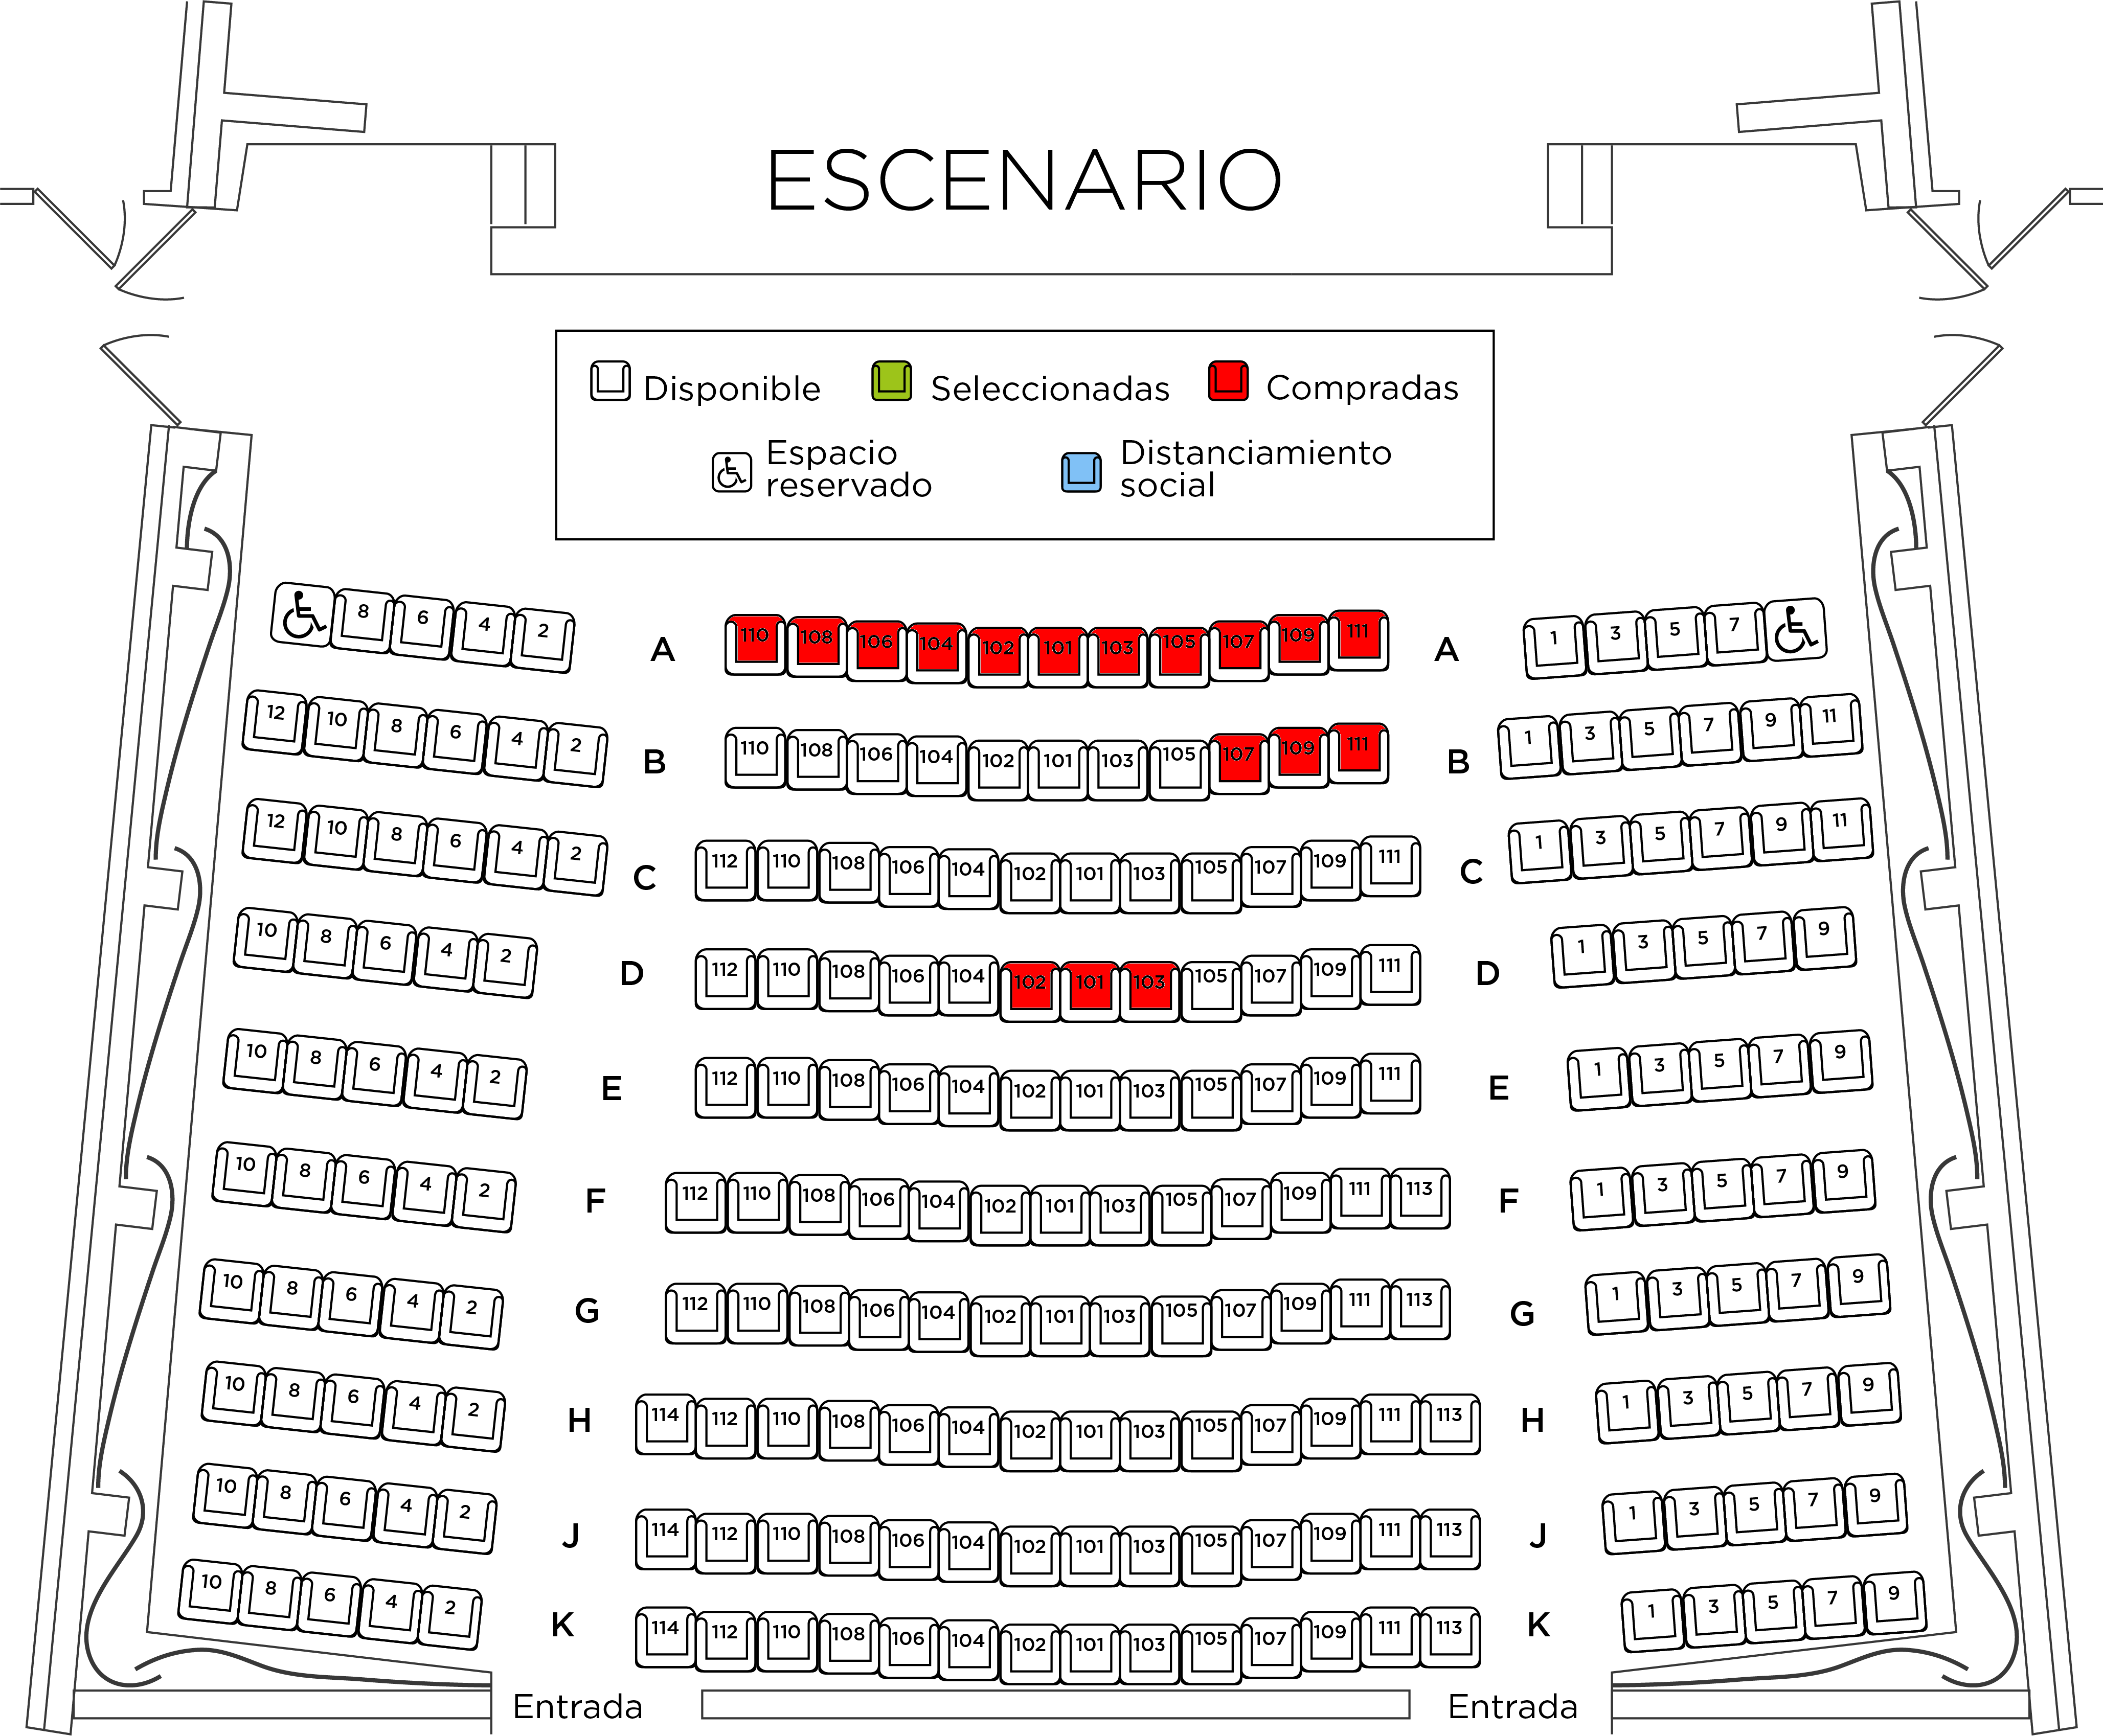 ESCENARIO
Disponible Seleccionadas Compradas
Espacio reservado Distanciamiento social
8 6 4 2 A 110 108 106 104 102 101 103 105 107 109 111 A 1 3 5 7
12 10 8 6 4 2 B 110 108 106 104 102 101 103 105 107 109 111 B 1 3 5 7 9 11
12 10 8 6 4 2 C 112 110 108 106 104 102 101 103 105 107 109 111 C 1 3 5 7 9 11
10 8 6 4 2 D 112 110 108 106 104 102 101 103 105 107 109 111 D 1 3 5 7 9
10 8 6 4 2 E 112 110 108 106 104 102 101 103 105 107 109 111 E 1 3 5 7 9
10 8 6 4 2 F 112 110 108 106 104 102 101 103 105 107 109 111 113 F 1 3 5 7 9
10 8 6 4 2 G 112 110 108 106 104 102 101 103 105 107 109 111 113 G 1 3 5 7 9
10 8 6 4 2 H 114 112 110 108 106 104 102 101 103 105 107 109 111 113 H 1 3 5 7 9
10 8 6 4 2 J 114 112 110 108 106 104 102 101 103 105 107 109 111 113 J 1 3 5 7 9
10 8 6 4 2 K 114 112 110 108 106 104 102 101 103 105 107 109 111 113 K 1 3 5 7 9
Entrada Entrada